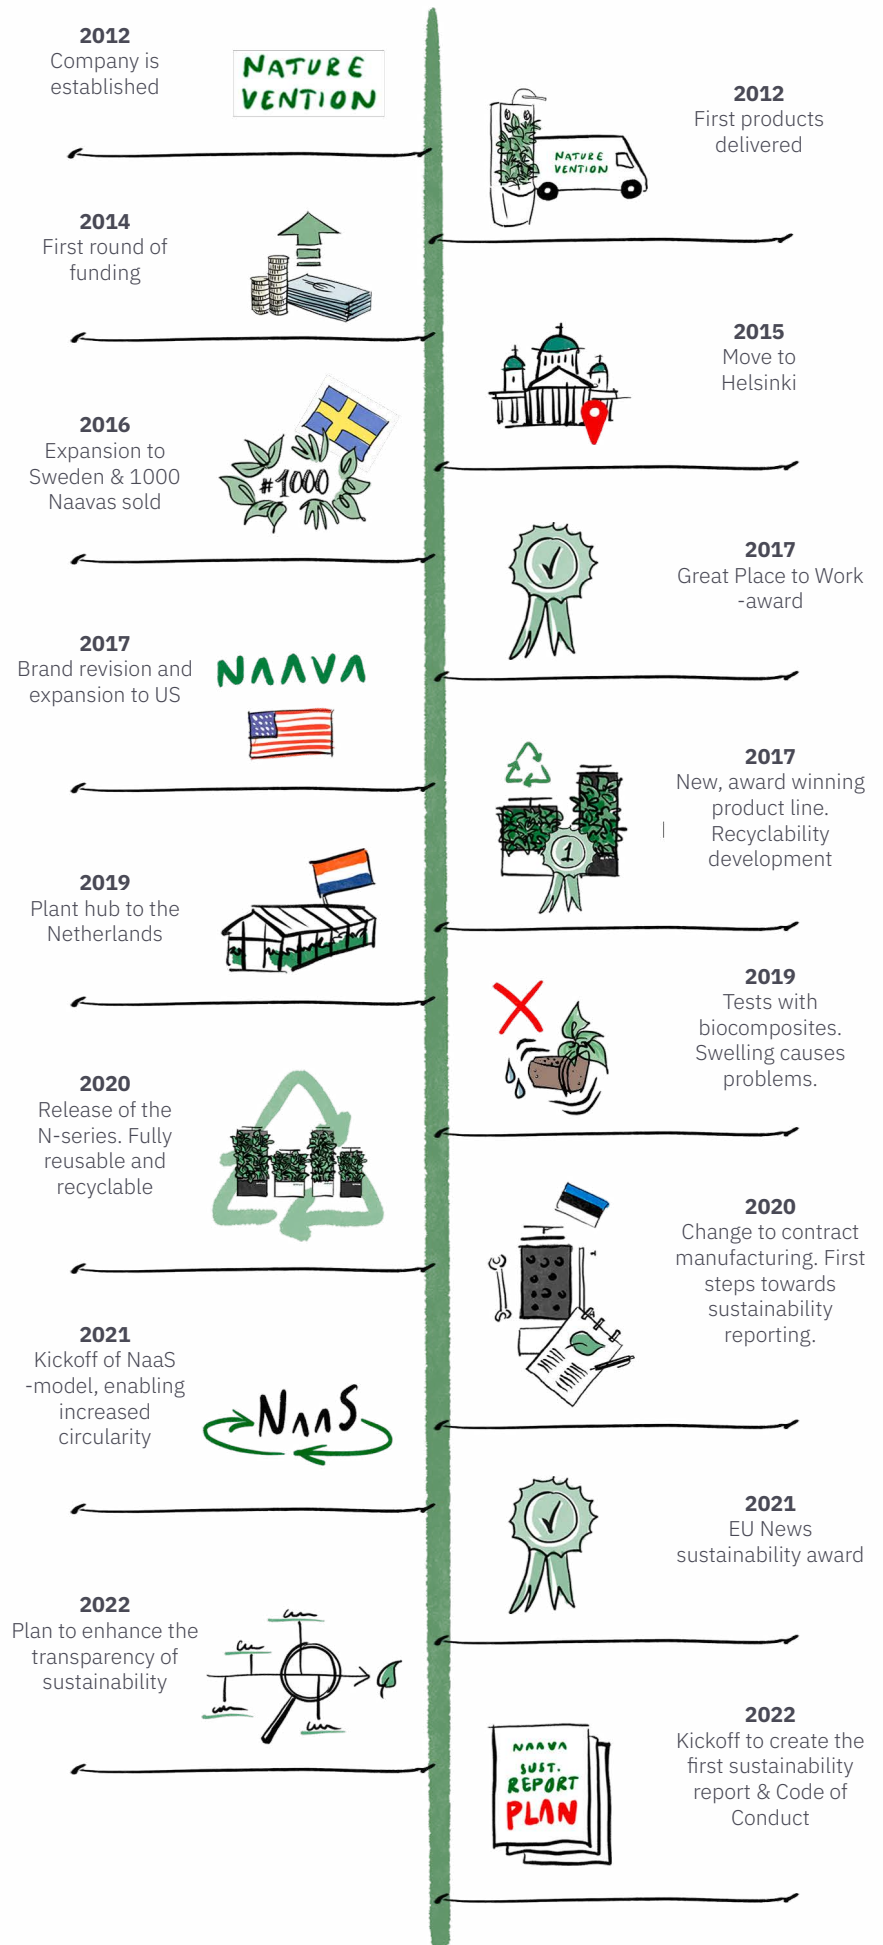 2012
Company is
established
NATURE
VENTION
2012
First products
delivered
NATURE
VENTION
2014
First round of
funding
2015
Move to
Helsinki
2016
Expansion to
Sweden & 1000
Naavas sold
#1000
2017
Great Place to Work
-award
2017
Brand revision and
expansion to US
NΛΛVΛ
2017
New, award winning
product line.
Recyclability
development
1
2019
Plant hub to the
Netherlands
2019
Tests with
biocomposites.
Swelling causes
problems.
2020
Release of the
N-series. Fully
reusable and
recyclable
2020
Change to contract
manufacturing. First
steps towards
sustainability
reporting.
2021
Kickoff of NaaS
-model, enabling
increased
circularity
NΛΛS
2021
EU News
sustainability award
2022
Plan to enhance the
transparency of
sustainability
2022
Kickoff to create the
first sustainability
report & Code of
Conduct
NΛΛVΛ
SUST.
REPORT
PLAN